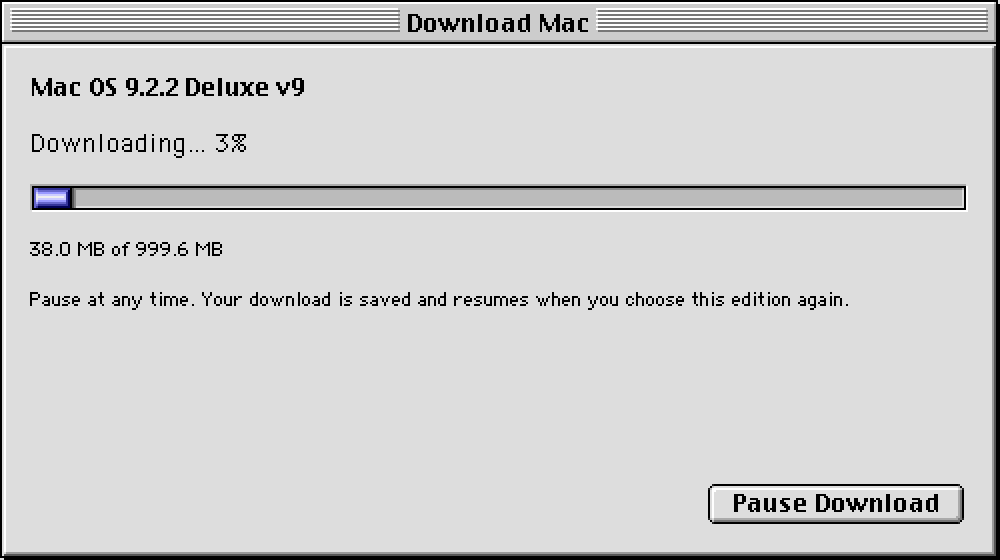 Download Mac
Mac OS 9.2.2 Deluxe v9
Downloading... 3%
38.0 MB of 999.6 MB
Pause at any time. Your download is saved and resumes when you choose this edition again.
Pause Download